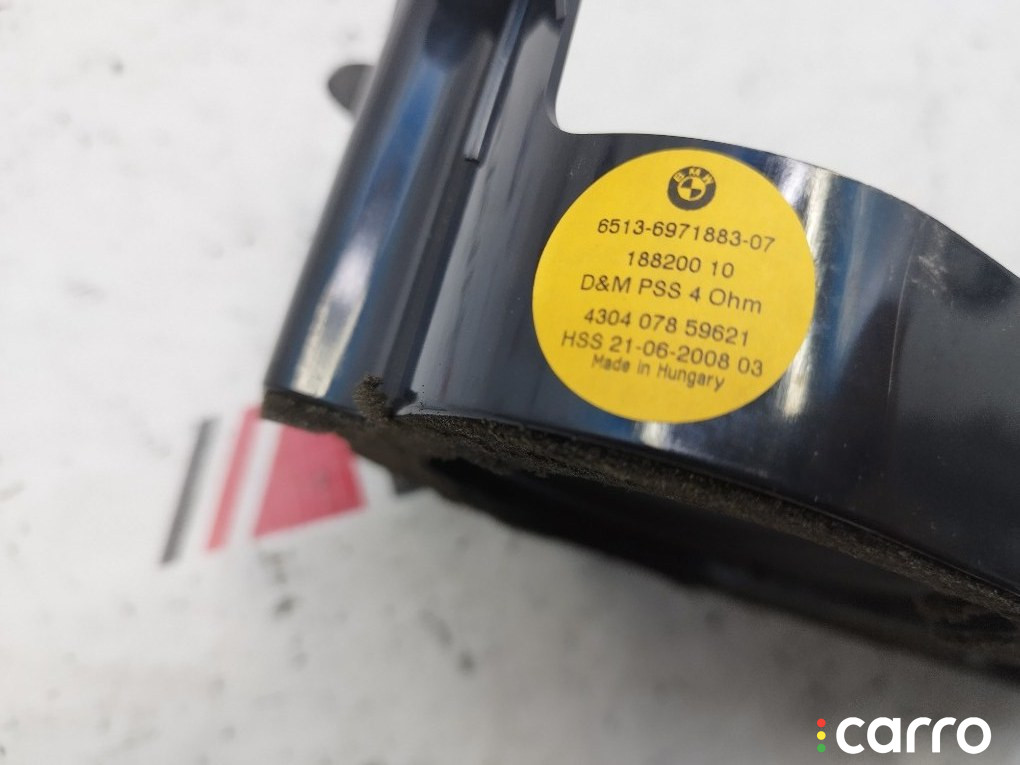 BMW
6513-6971883-07
188200 10
D&M PSS 4 Ohm
4304 078 59621
HSS 21-06-2008 03
Made in Hungary
carro